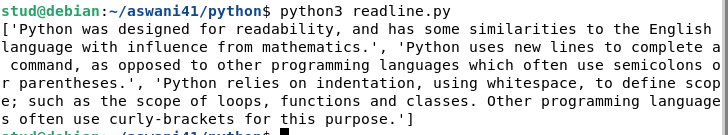 stud@debian:~/aswani41/python$ python3 readline.py
['Python was designed for readability, and has some similarities to the English
language with influence from mathematics.', 'Python uses new lines to complete a
 command, as opposed to other programming languages which often use semicolons o
r parentheses.', 'Python relies on indentation, using whitespace, to define scop
e; such as the scope of loops, functions and classes. Other programming language
s often use curly-brackets for this purpose.']
stud@debian:~/aswani41/python$